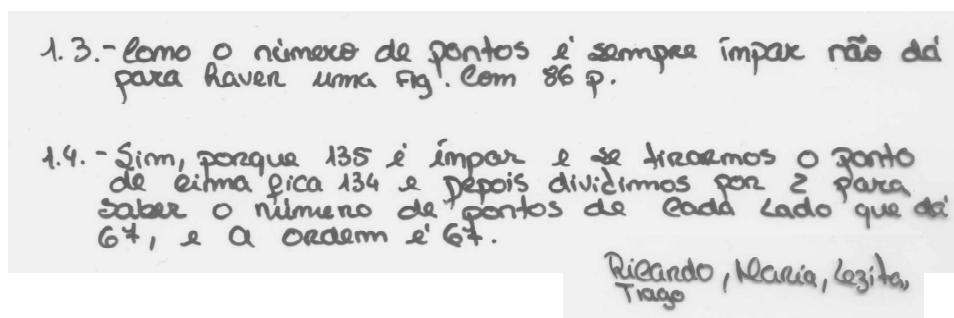 1.3.- Como o número de pontos é sempre ímpar não dá
para haver uma Fig. Com 86 p.
1.4. - Sim, porque 135 é ímpar e se tirarmos o ponto
de cima fica 134 e depois dividimos por 2 para
saber o número de pontos de cada lado que dá
67, e a ordem é 67.
Ricardo, Maria, Lezita,
Tiago